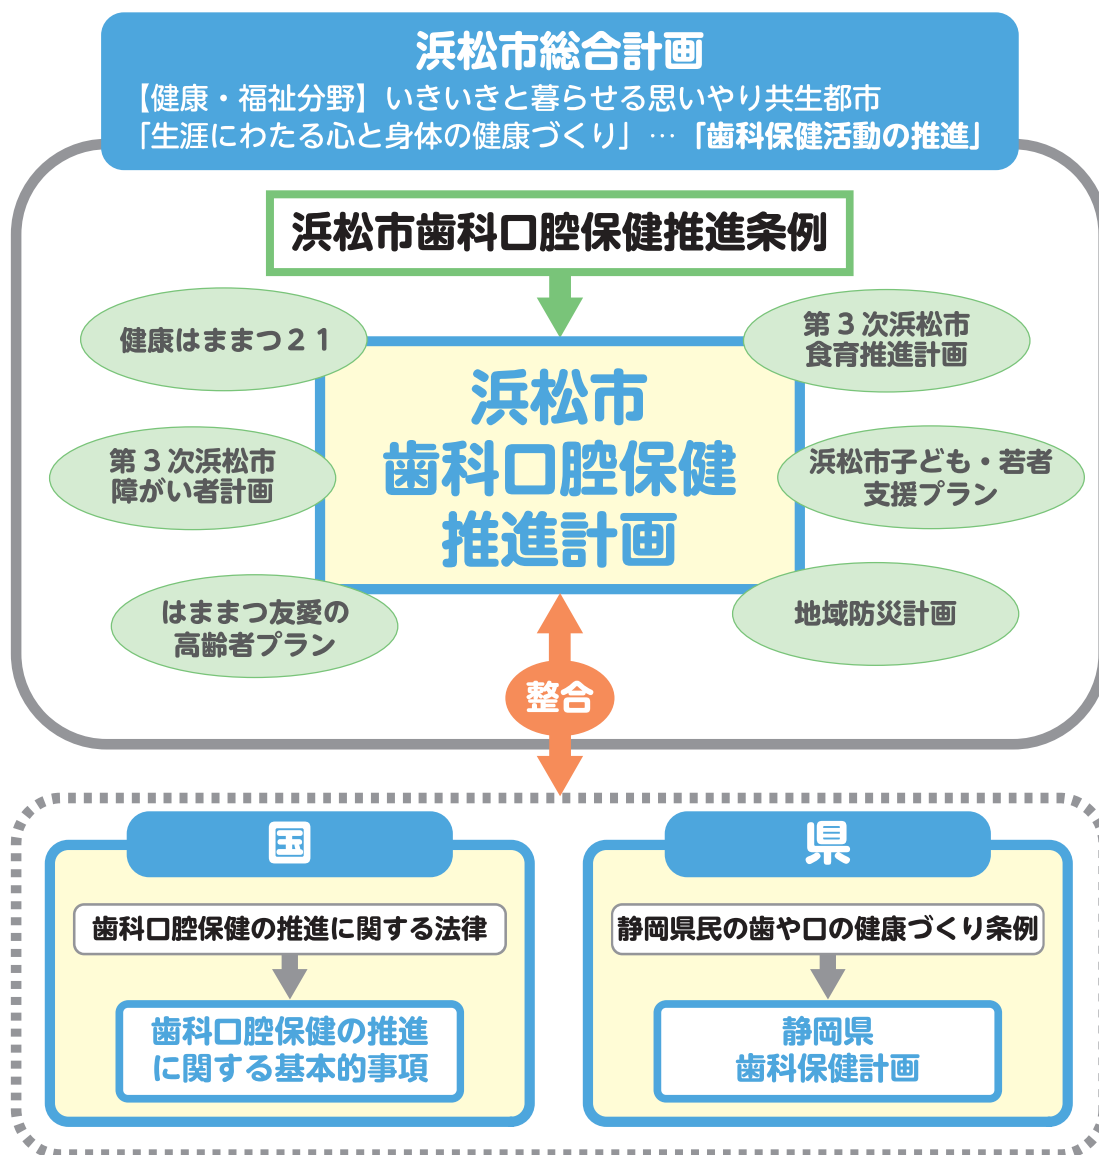 浜松市総合計画
【健康・福祉分野】いきいきと暮らせる思いやり共生都市
「生涯にわたる心と身体の健康づくり」…「歯科保健活動の推進」
浜松市歯科口腔保健推進条例
健康はままつ２１
第３次浜松市
食育推進計画
浜松市
歯科口腔保健
推進計画
第３次浜松市
障がい者計画
浜松市子ども・若者
支援プラン
はままつ友愛の
高齢者プラン
地域防災計画
整合
国
歯科口腔保健の推進に関する法律
歯科口腔保健の推進
に関する基本的事項
県
静岡県民の歯や口の健康づくり条例
静岡県
歯科保健計画